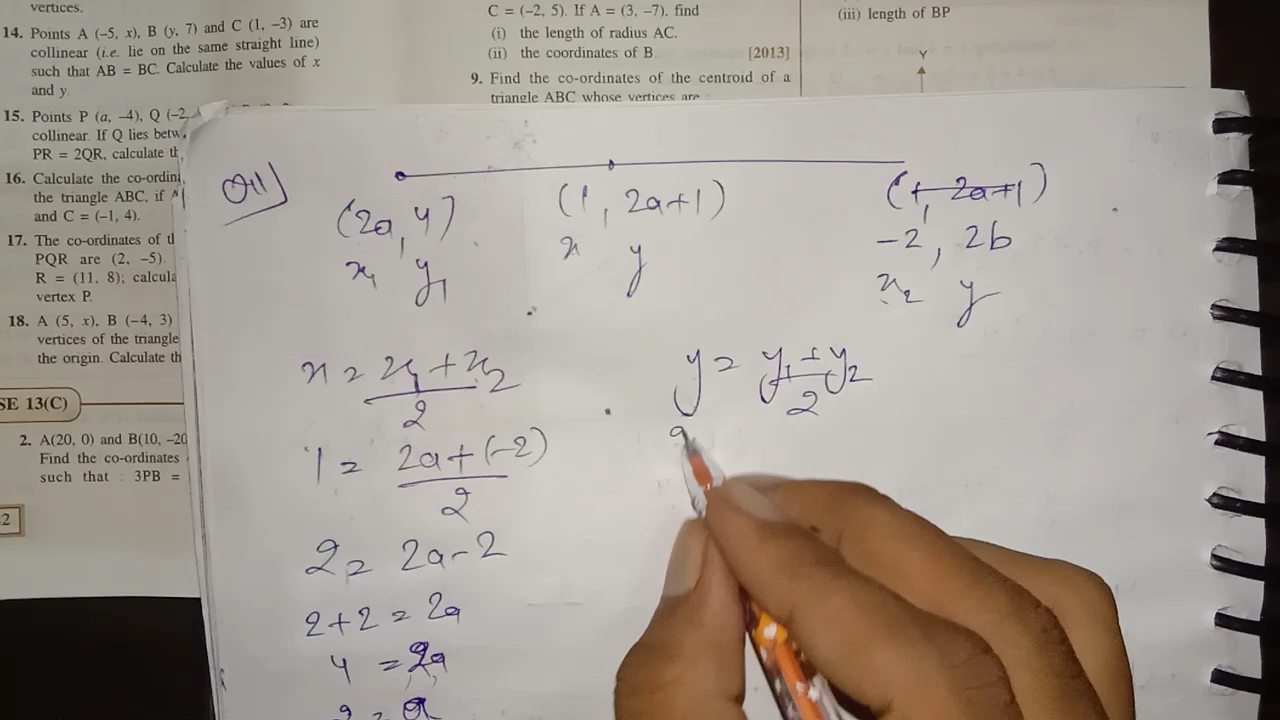 vertices.
14. Points A (–5, x), B (y, 7) and C (1, –3) are
collinear (i.e. lie on the same straight line)
such that AB = BC. Calculate the values of x
and y.
15. Points P (a, –4), Q (–2,
collinear. If Q lies
PR = 2QR, calculate
16. Calculate the
the triangle ABC, if
and C = (–1, 4).
17. The co-ordinates of
PQR are (2, –5).
R = (11, 8);
vertex P.
18. A (5, x), B (–4, 3)
vertices of the triangle
the origin. Calculate
SE 13(C)
2. A(20, 0) and B(10, –20
Find the co-ordinates
such that : 3PB =
2
C = (–2, 5). If A = (3, –7), find
(i) the length of radius AC.
(ii) the coordinates of B. [2013]
9. Find the co-ordinates of the centroid of a
triangle ABC whose vertices are
(iii) length of BP
Y
Q11
(2a, 4) (1, 2a+1) (1, 2a+1)
x₁ y₁ x y -2, 2b
x₂ y
x = x₁ + x₂ / 2 y = y₁ + y₂ / 2
1 = 2a + (-2) / 2
2 = 2a - 2
2 + 2 = 2a
4 = 2a
2 = a